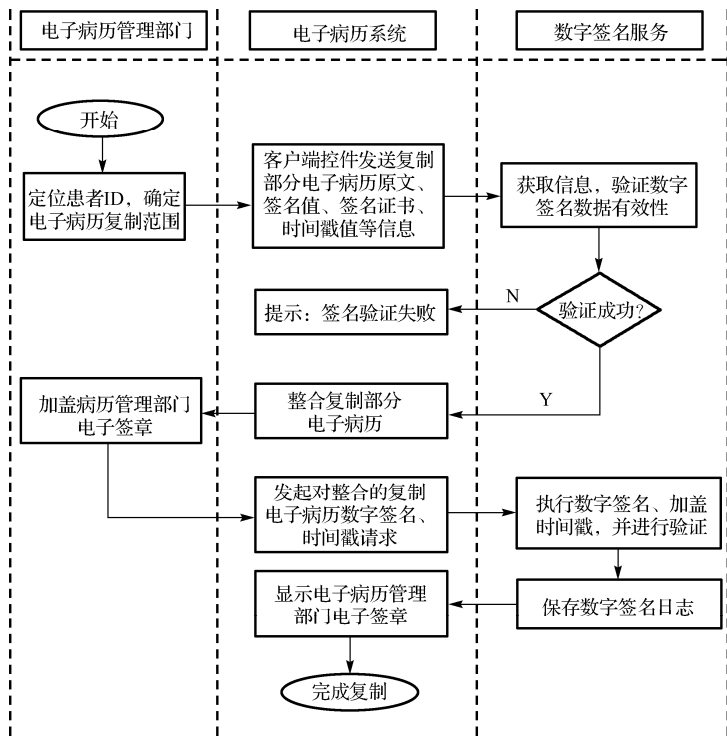 电子病历管理部门
电子病历系统
数字签名服务
开始
定位患者ID，确定
电子病历复制范围
客户端控件发送复制
部分电子病历原文、
签名值、签名证书、
时间戳值等信息
获取信息，验证数字
签名数据有效性
验证成功?
N
提示：签名验证失败
Y
整合复制部分
电子病历
加盖病历管理部门
电子签章
发起对整合的复制
电子病历数字签名、
时间戳请求
执行数字签名、加盖
时间戳，并进行验证
保存数字签名日志
显示电子病历管理
部门电子签章
完成复制